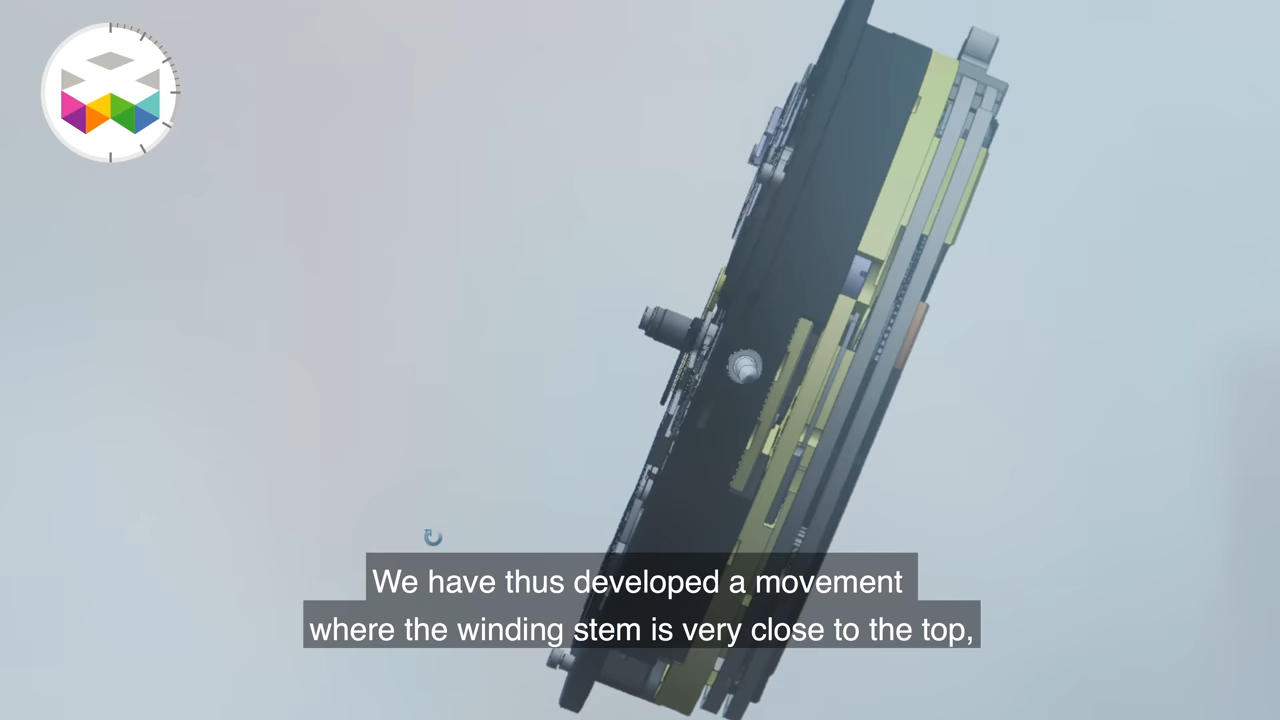 We have thus developed a movement
where the winding stem is very close to the top,